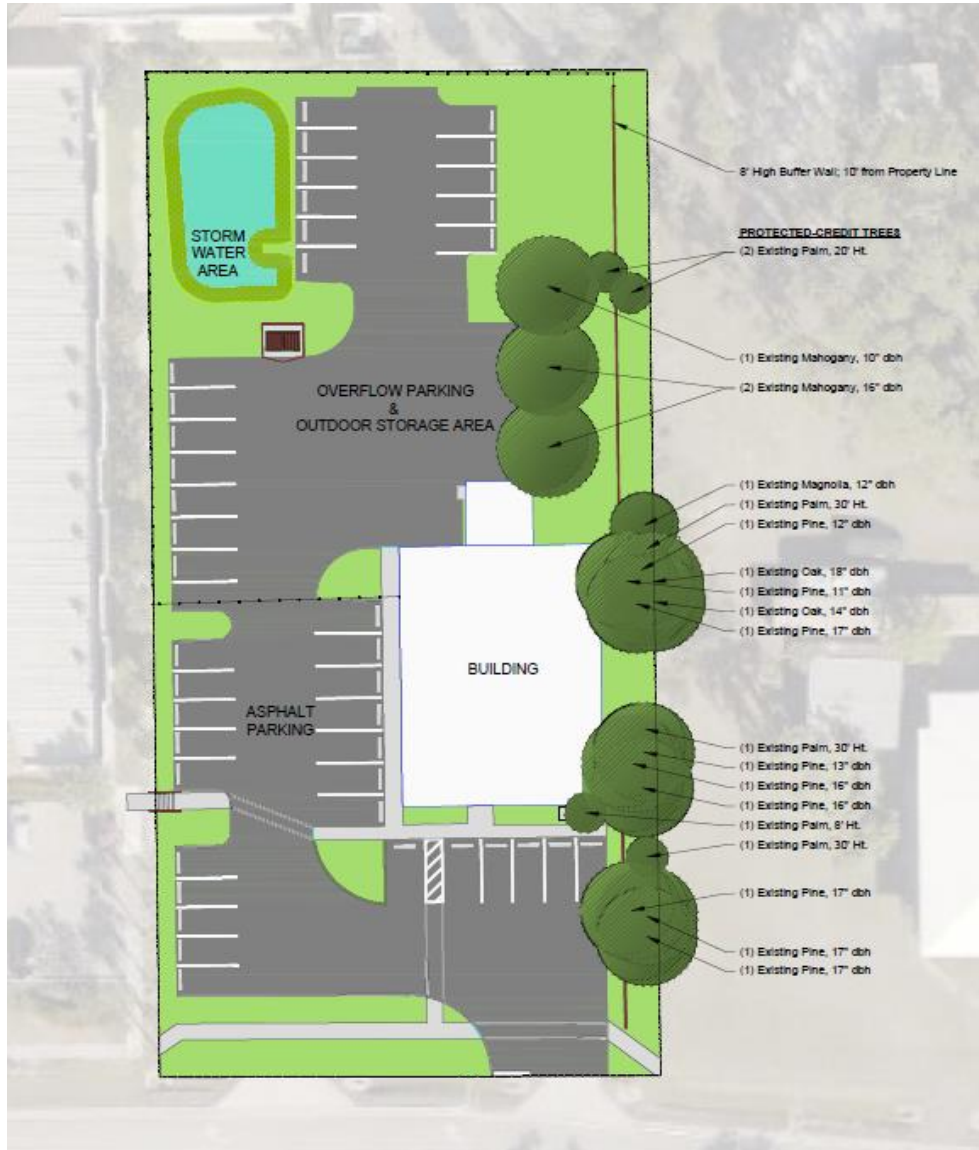 8' High Buffer Wall; 10' from Property Line
PROTECTED-CREDIT TREES
(2) Existing Palm, 20' Ht.
STORM
WATER
AREA
(1) Existing Mahogany, 10" dbh
(2) Existing Mahogany, 16" dbh
OVERFLOW PARKING
&
OUTDOOR STORAGE AREA
(1) Existing Magnolia, 12" dbh
(1) Existing Palm, 30' Ht.
(1) Existing Pine, 12" dbh
(1) Existing Oak, 18" dbh
(1) Existing Pine, 11" dbh
(1) Existing Oak, 14" dbh
(1) Existing Pine, 17" dbh
BUILDING
ASPHALT
PARKING
(1) Existing Palm, 30' Ht.
(1) Existing Pine, 13" dbh
(1) Existing Pine, 16" dbh
(1) Existing Pine, 16" dbh
(1) Existing Palm, 8' Ht.
(1) Existing Palm, 30' Ht.
(1) Existing Pine, 17" dbh
(1) Existing Pine, 17" dbh
(1) Existing Pine, 17" dbh